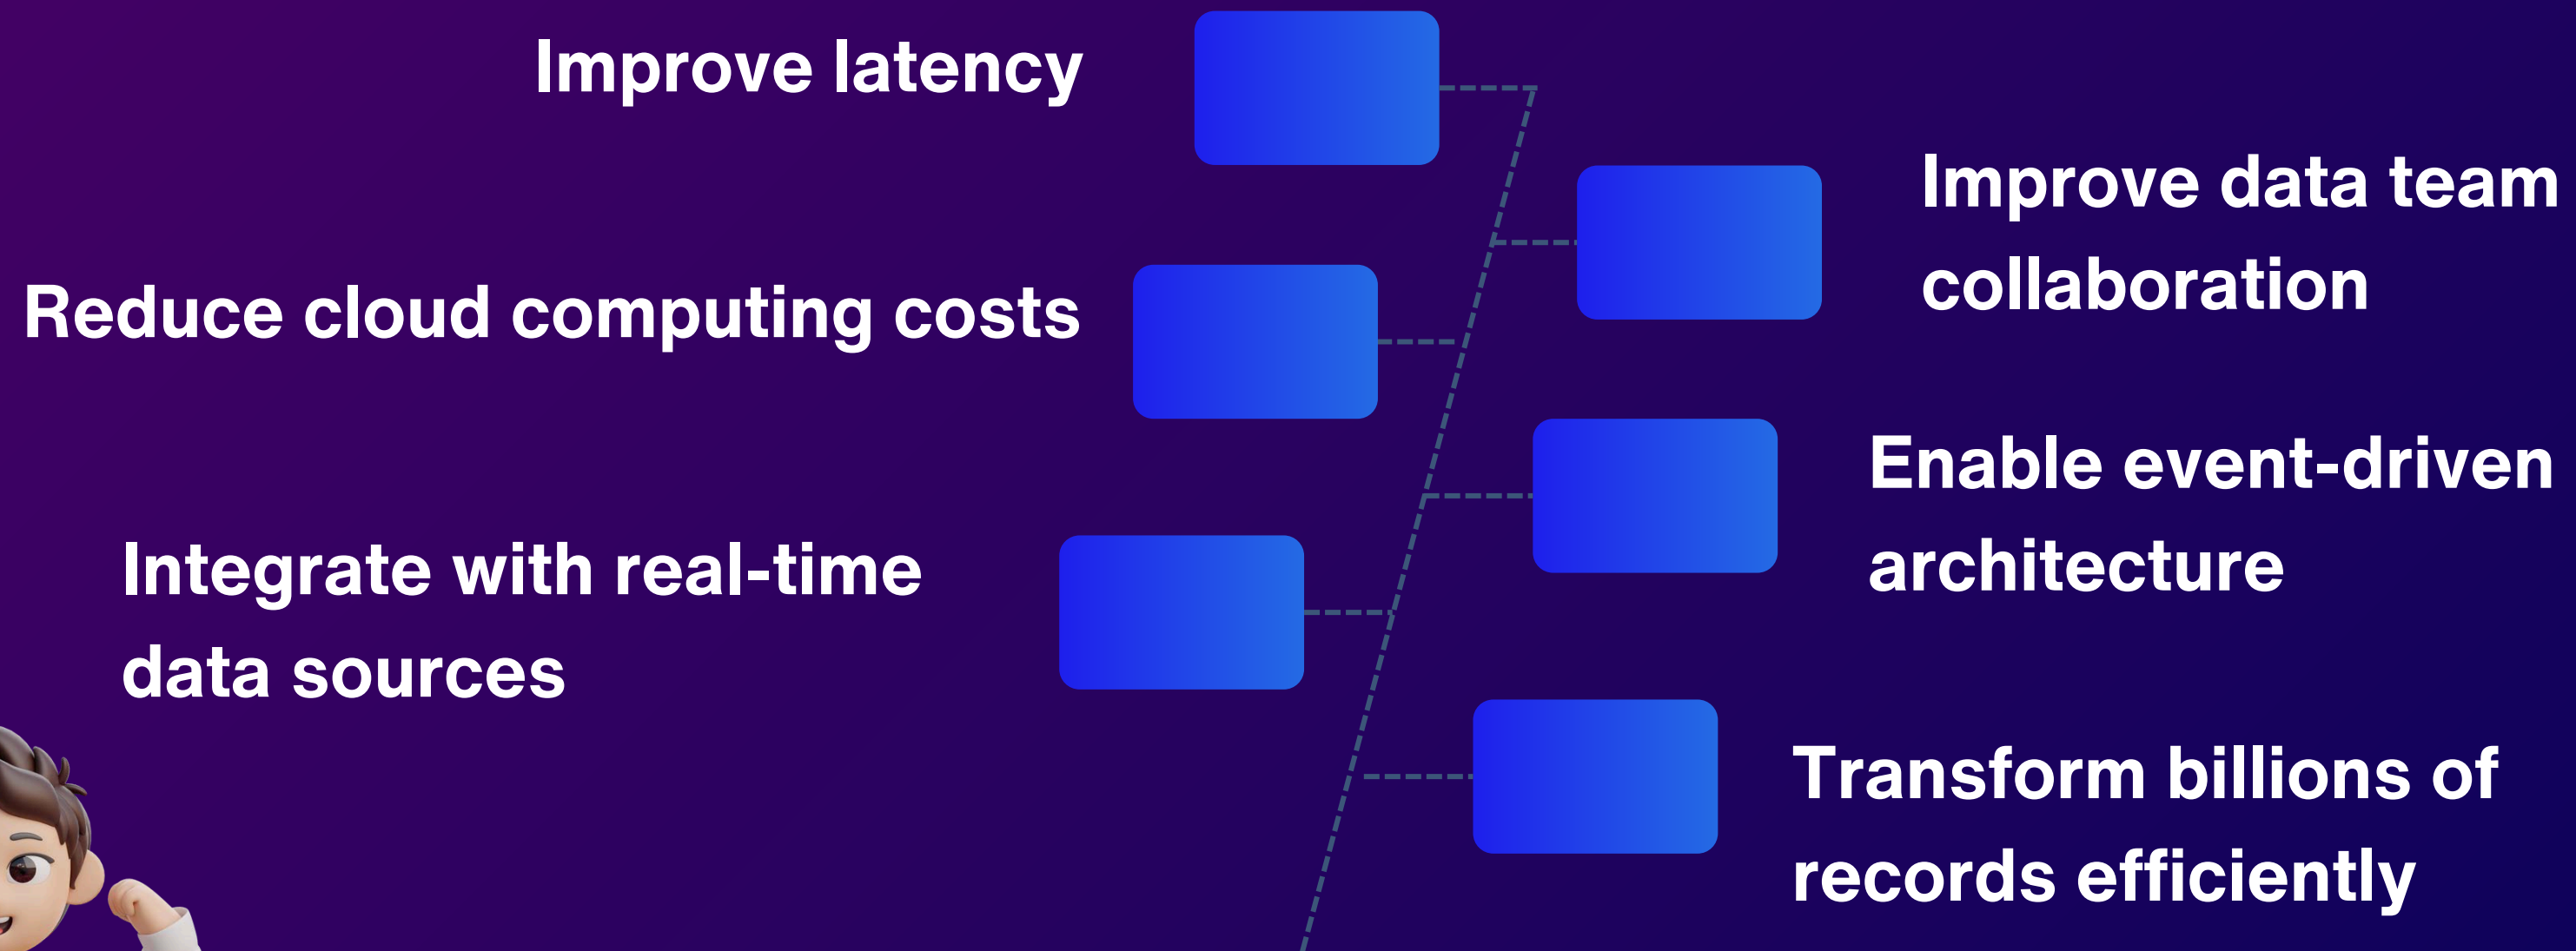 Improve latency
Improve data team
collaboration
Reduce cloud computing costs
Enable event-driven
architecture
Integrate with real-time
data sources
Transform billions of
records efficiently